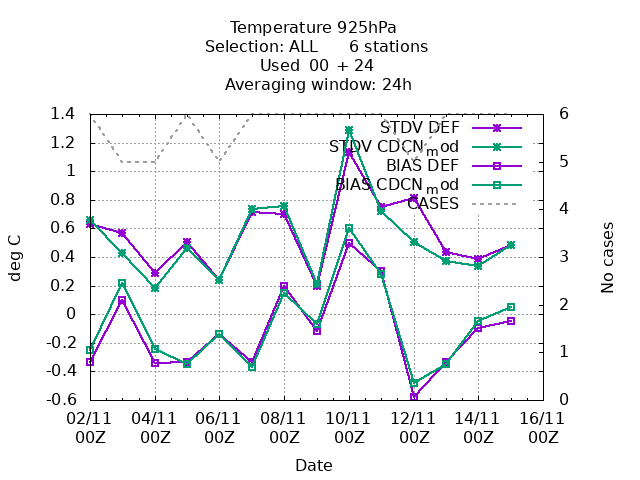 Temperature 925hPa
Selection: ALL 6 stations
Used 00 + 24
Averaging window: 24h
1.4
1.2
1
0.8
0.6
0.4
0.2
0
-0.2
-0.4
-0.6
deg C
6
5
4
3
2
1
0
No cases
STDV DEF
STDV CDCN_mod
BIAS DEF
BIAS CDCN_mod
CASES
02/11 04/11 06/11 08/11 10/11 12/11 14/11 16/11
00Z 00Z 00Z 00Z 00Z 00Z 00Z 00Z
Date